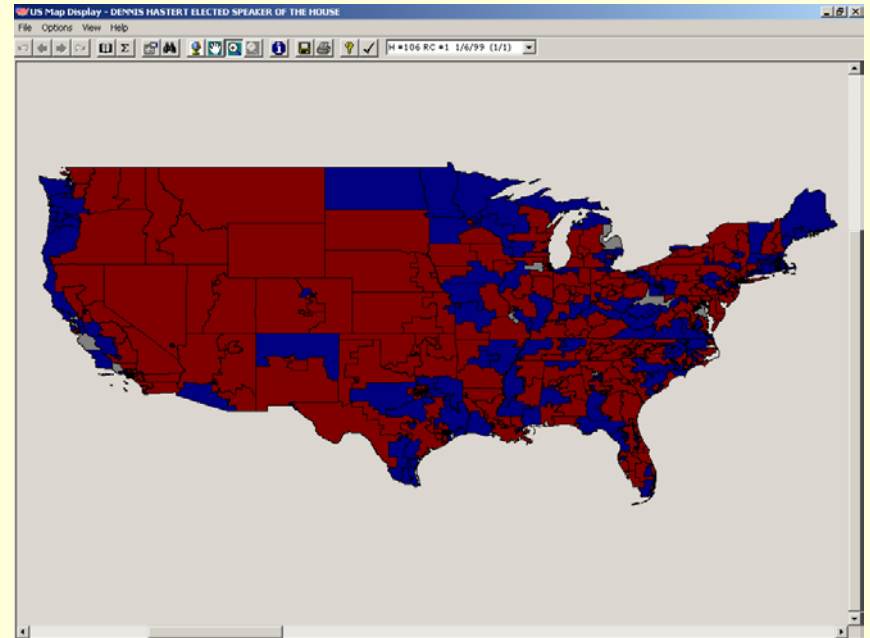 US Map Display - DENNIS HASTERT ELECTED SPEAKER OF THE HOUSE
File Options View Help
H #106 RC #1 1/6/99 (1/1)